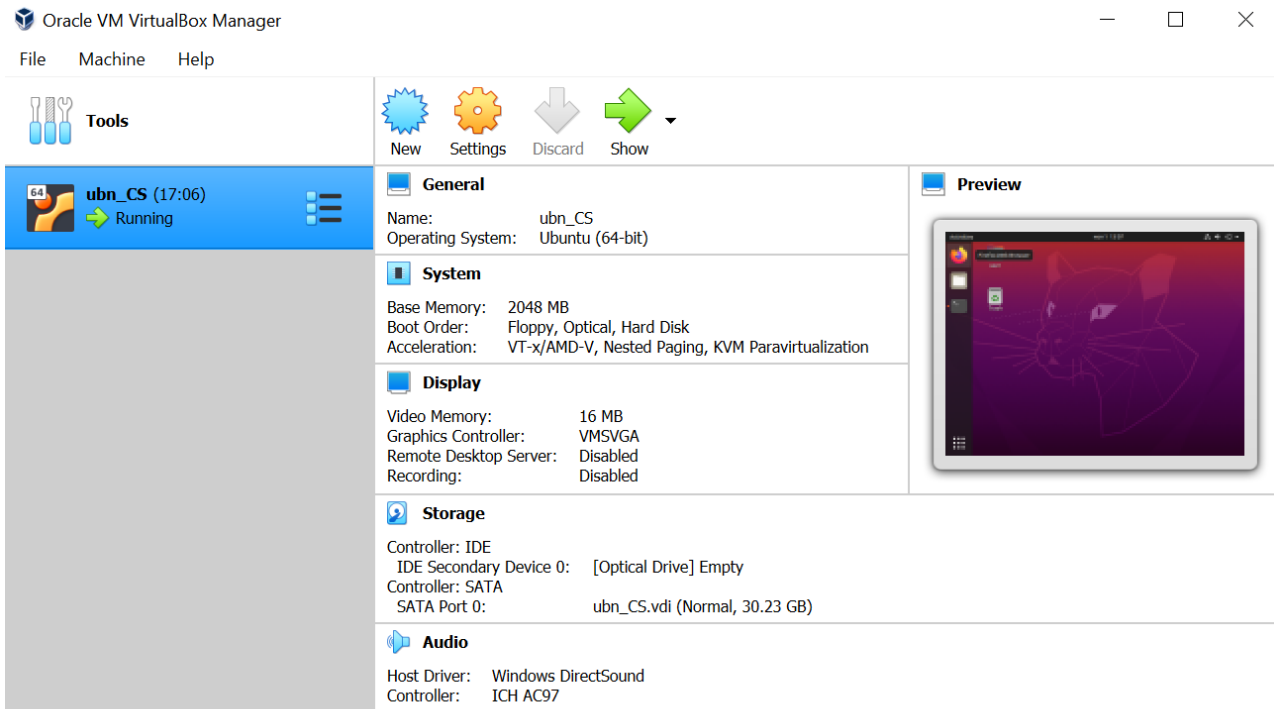 Oracle VM VirtualBox Manager
File Machine Help
Tools
New Settings Discard Show
64
ubn_CS (17:06)
Running
General
Name: ubn_CS
Operating System: Ubuntu (64-bit)
Preview
System
Base Memory: 2048 MB
Boot Order: Floppy, Optical, Hard Disk
Acceleration: VT-x/AMD-V, Nested Paging, KVM Paravirtualization
Display
Video Memory: 16 MB
Graphics Controller: VMSVGA
Remote Desktop Server: Disabled
Recording: Disabled
Storage
Controller: IDE
IDE Secondary Device 0: [Optical Drive] Empty
Controller: SATA
SATA Port 0: ubn_CS.vdi (Normal, 30.23 GB)
Audio
Host Driver: Windows DirectSound
Controller: ICH AC97